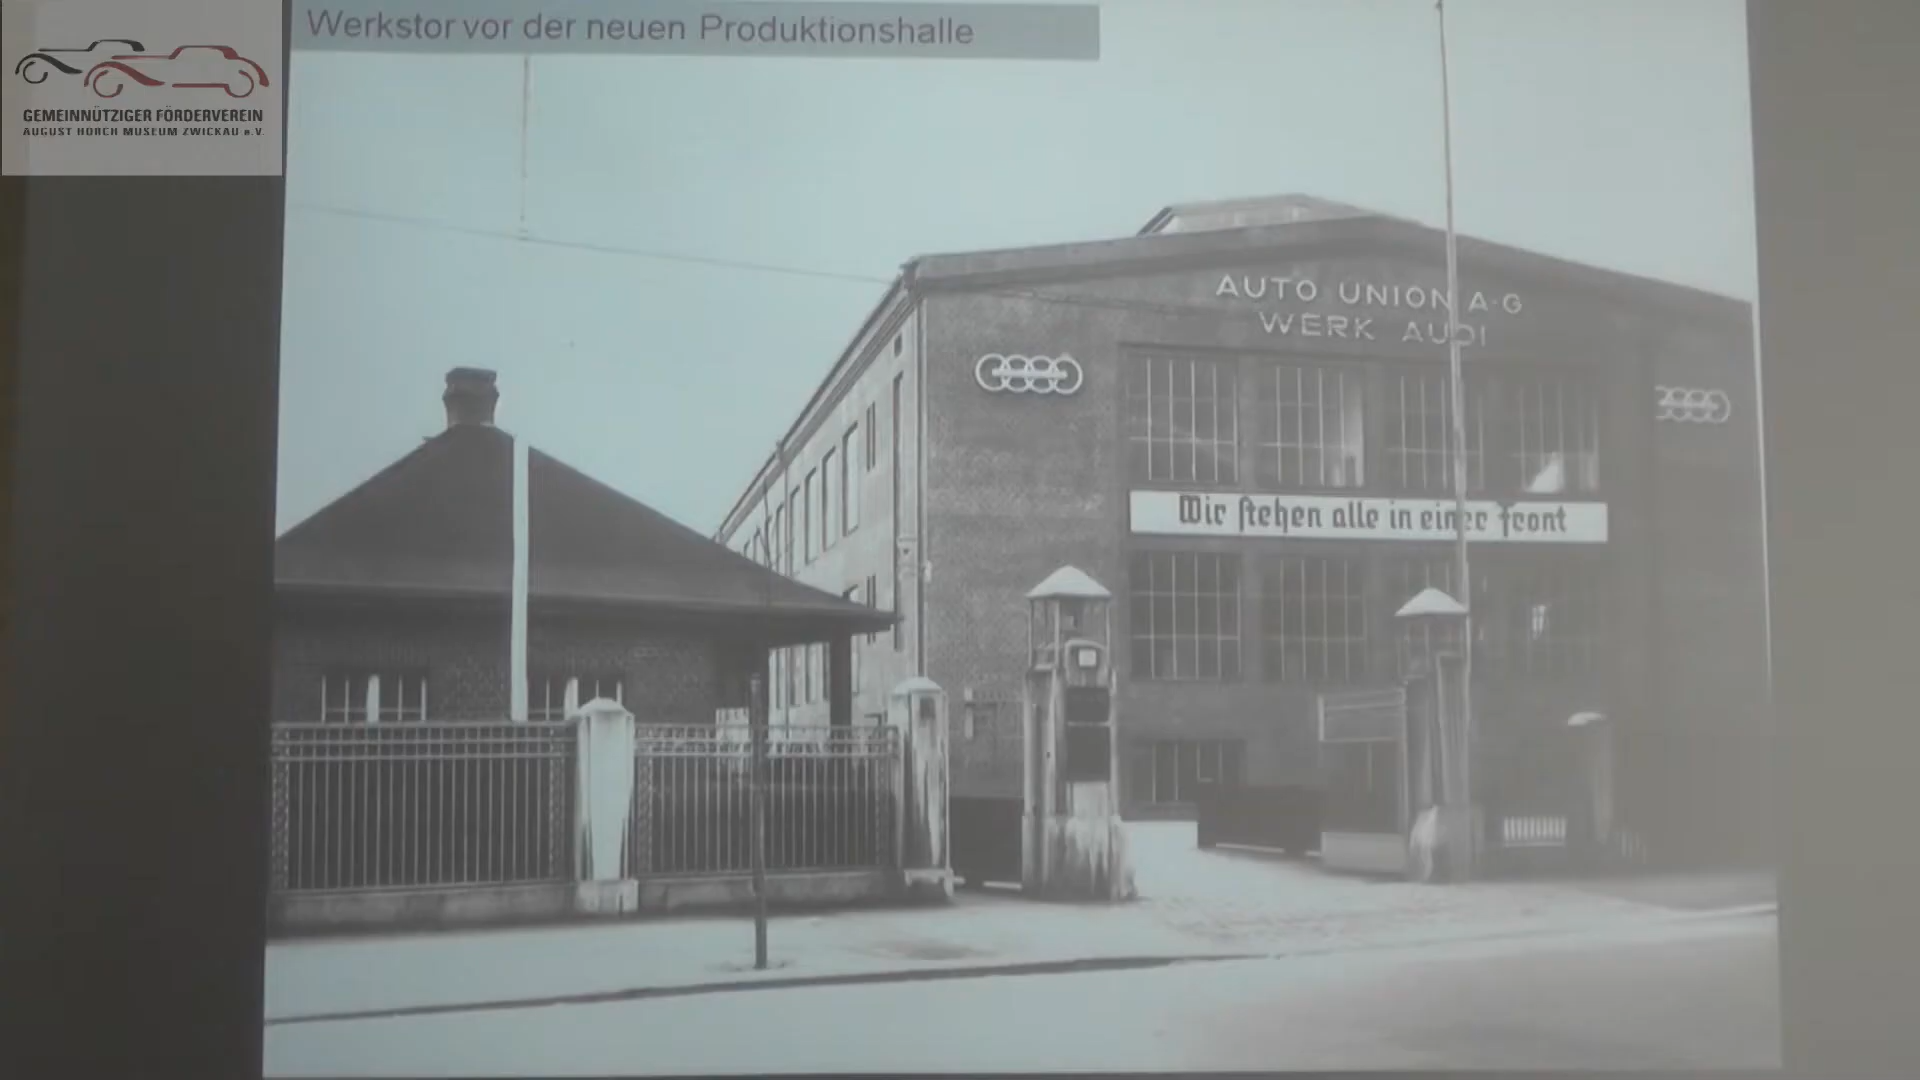 Werkstor vor der neuen Produktionshalle
GEMEINNÜTZIGER FÖRDERVEREIN
AUGUST HORCH MUSEUM ZWICKAU e.V.
AUTO UNION A-G
WERK AUDI
Wir stehen alle in einer Front